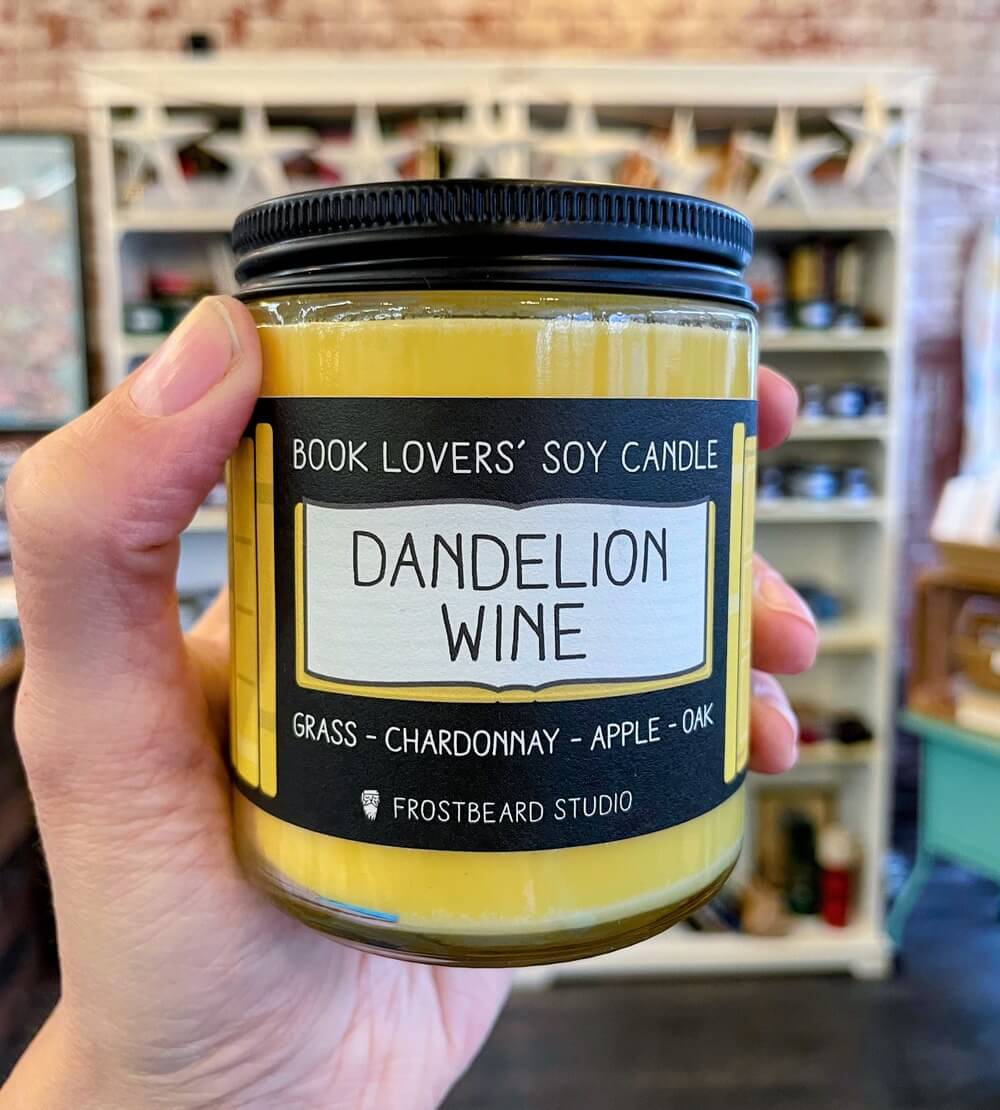 BOOK LOVERS' SOY CANDLE
DANDELION
WINE
GRASS - CHARDONNAY - APPLE - OAK
FROSTBEARD STUDIO